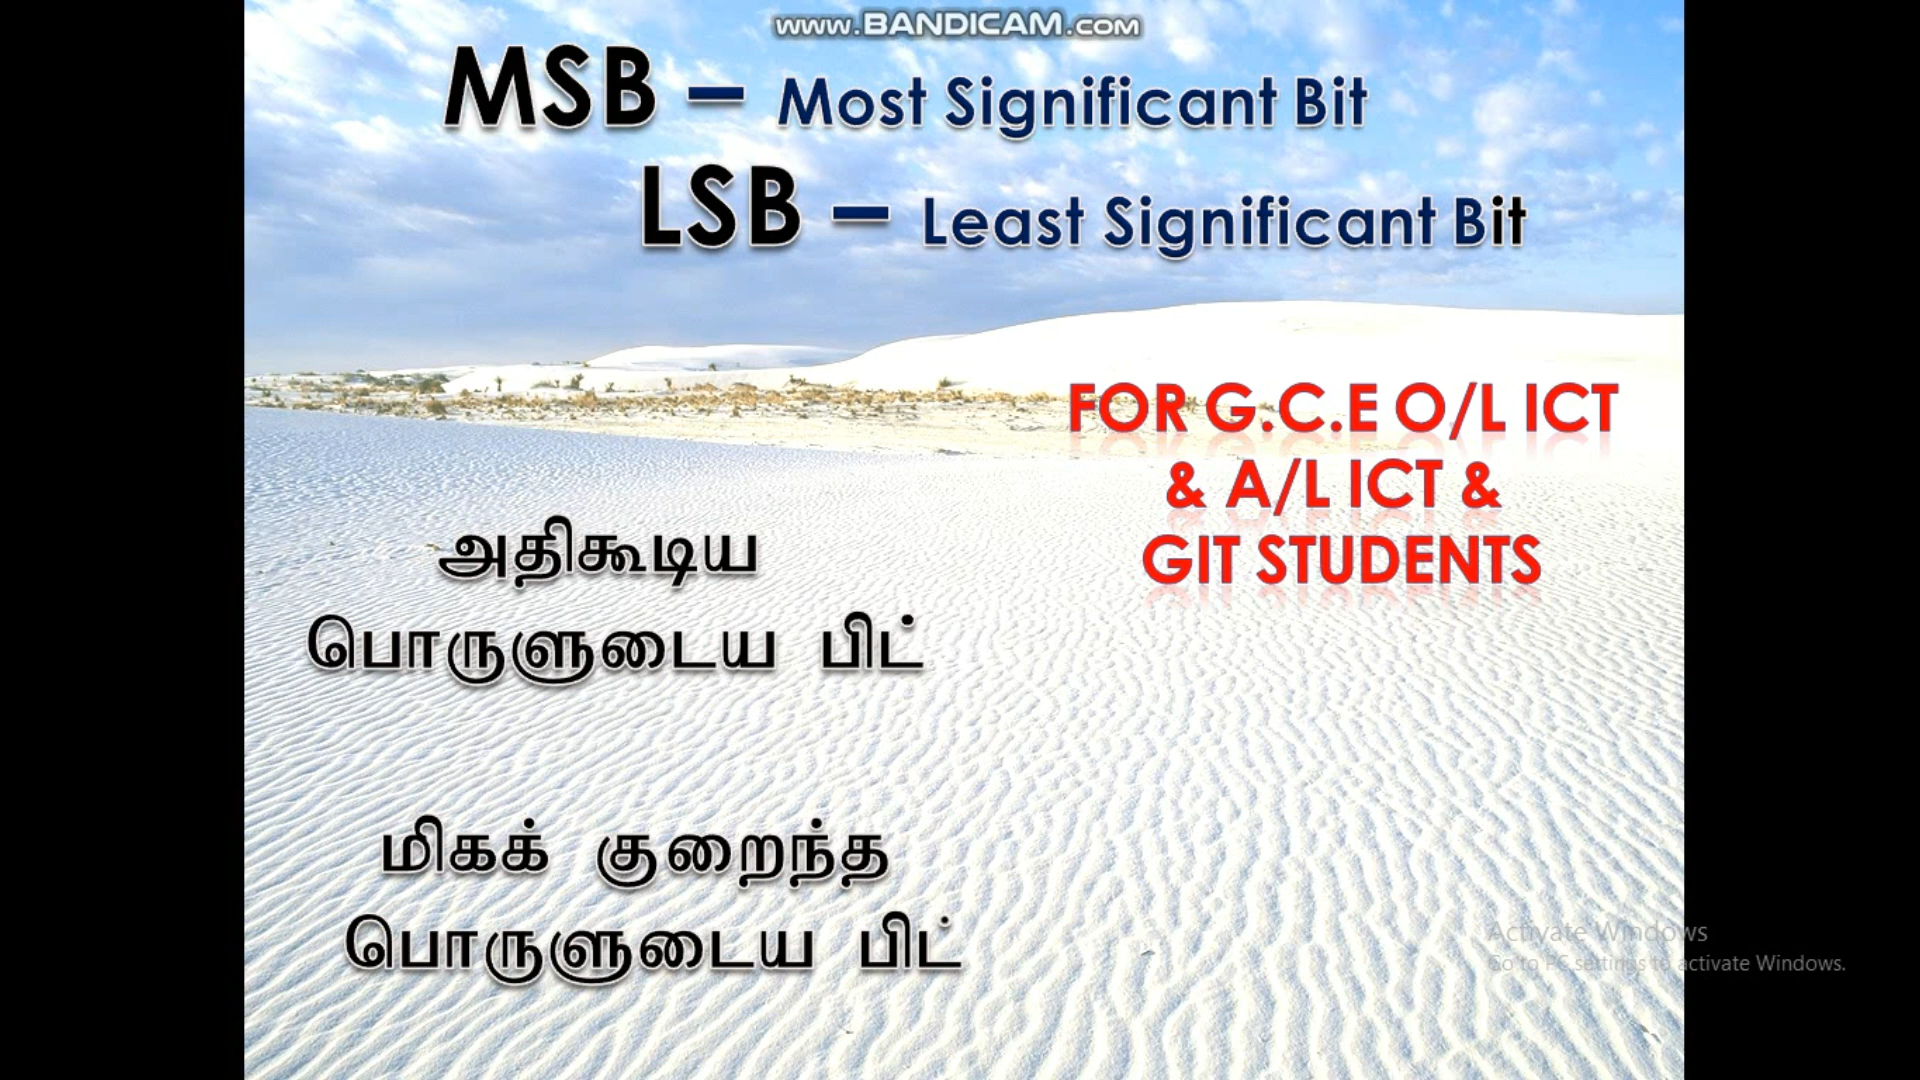 www.BANDICAM.com
MSB – Most Significant Bit
LSB – Least Significant Bit
FOR G.C.E O/L ICT
& A/L ICT &
GIT STUDENTS
அதிகூடிய
பொருளுடைய பிட்
மிகக் குறைந்த
பொருளுடைய பிட்
Activate Windows
Go to PC settings to activate Windows.